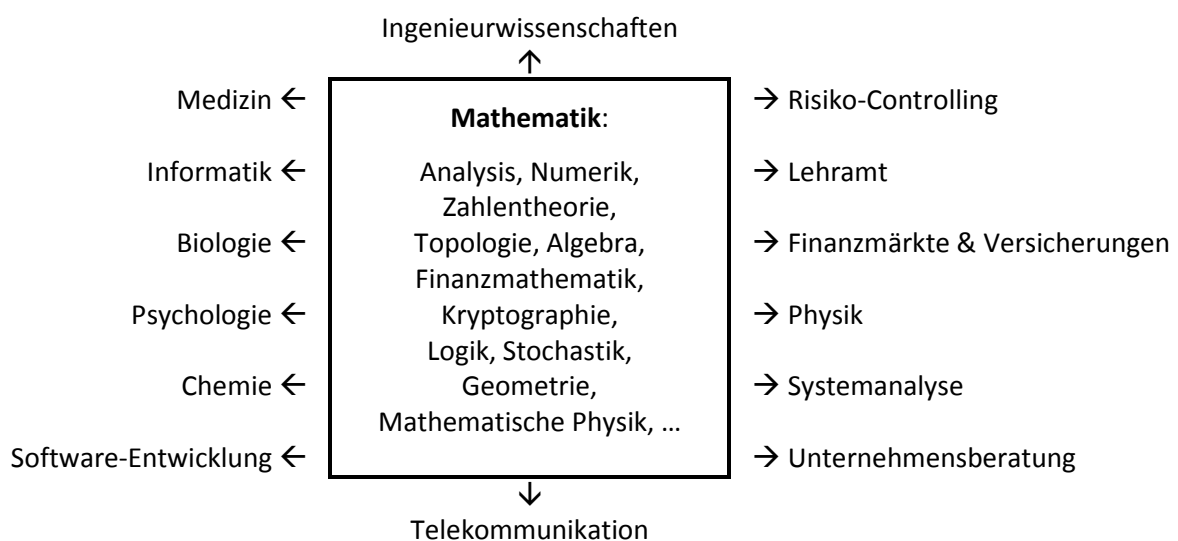 Ingenieurwissenschaften
↑
Medizin ←
Informatik ←
Biologie ←
Psychologie ←
Chemie ←
Software-Entwicklung ←
Mathematik:
Analysis, Numerik,
Zahlentheorie,
Topologie, Algebra,
Finanzmathematik,
Kryptographie,
Logik, Stochastik,
Geometrie,
Mathematische Physik, …
→ Risiko-Controlling
→ Lehramt
→ Finanzmärkte & Versicherungen
→ Physik
→ Systemanalyse
→ Unternehmensberatung
↓
Telekommunikation